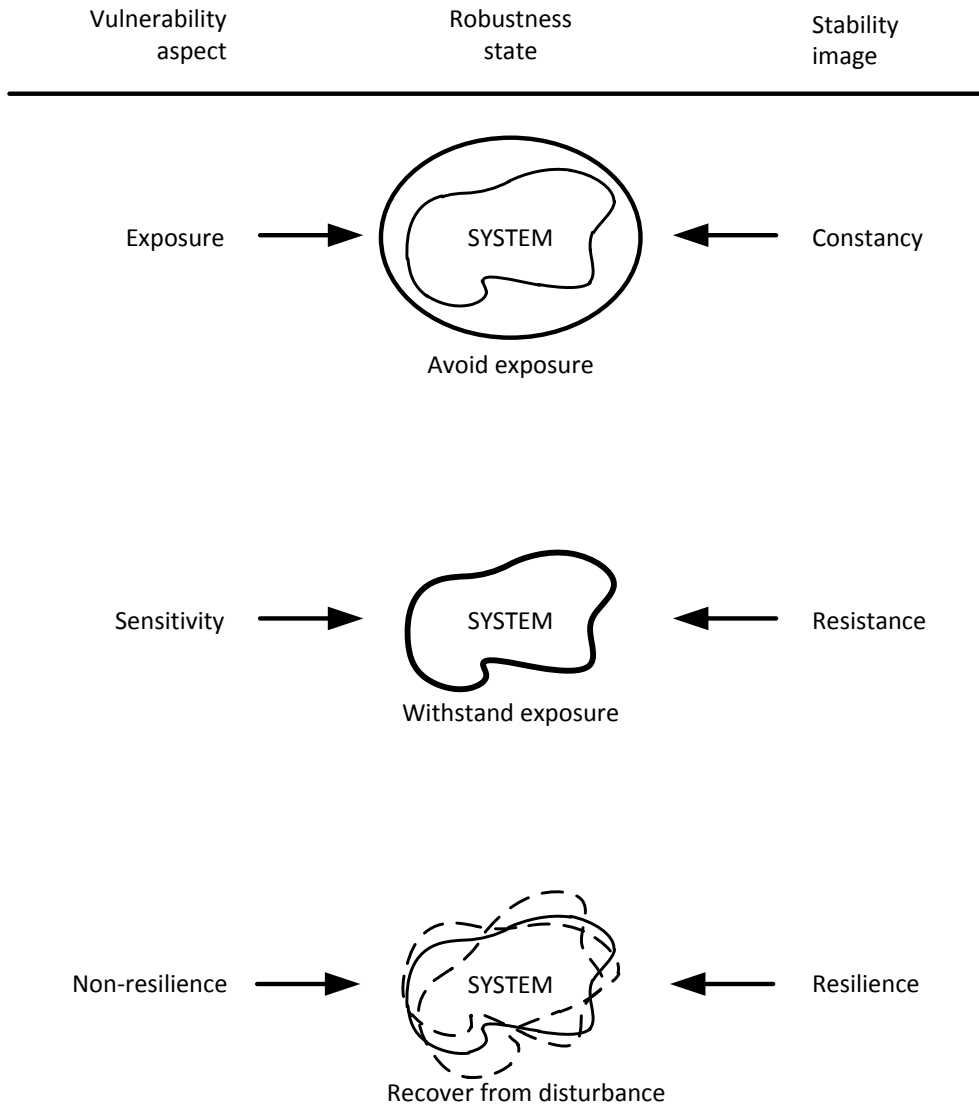 Vulnerability
aspect
Robustness
state
Stability
image
Exposure
SYSTEM
Constancy
Avoid exposure
Sensitivity
SYSTEM
Resistance
Withstand exposure
Non-resilience
SYSTEM
Resilience
Recover from disturbance